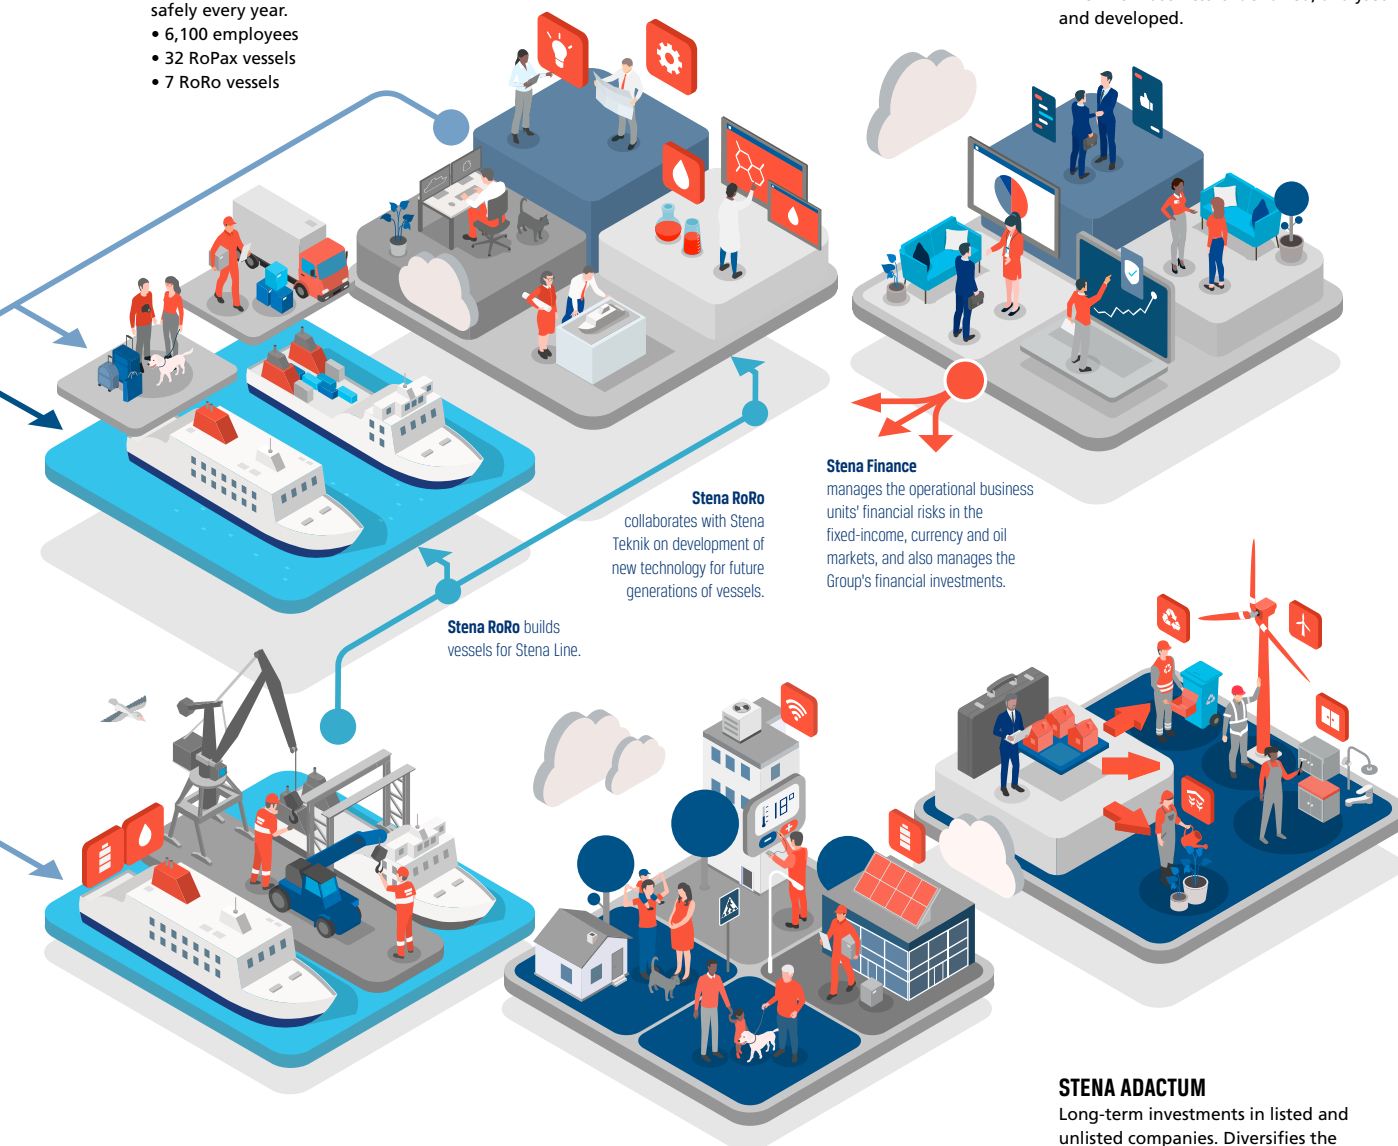 safely every year.
• 6,100 employees
• 32 RoPax vessels
• 7 RoRo vessels
and developed.
Stena RoRo
collaborates with Stena
Teknik on development of
new technology for future
generations of vessels.
Stena Finance
manages the operational business
units' financial risks in the
fixed-income, currency and oil
markets, and also manages the
Group's financial investments.
Stena RoRo builds
vessels for Stena Line.
18°
STENA ADACTUM
Long-term investments in listed and
unlisted companies. Diversifies the